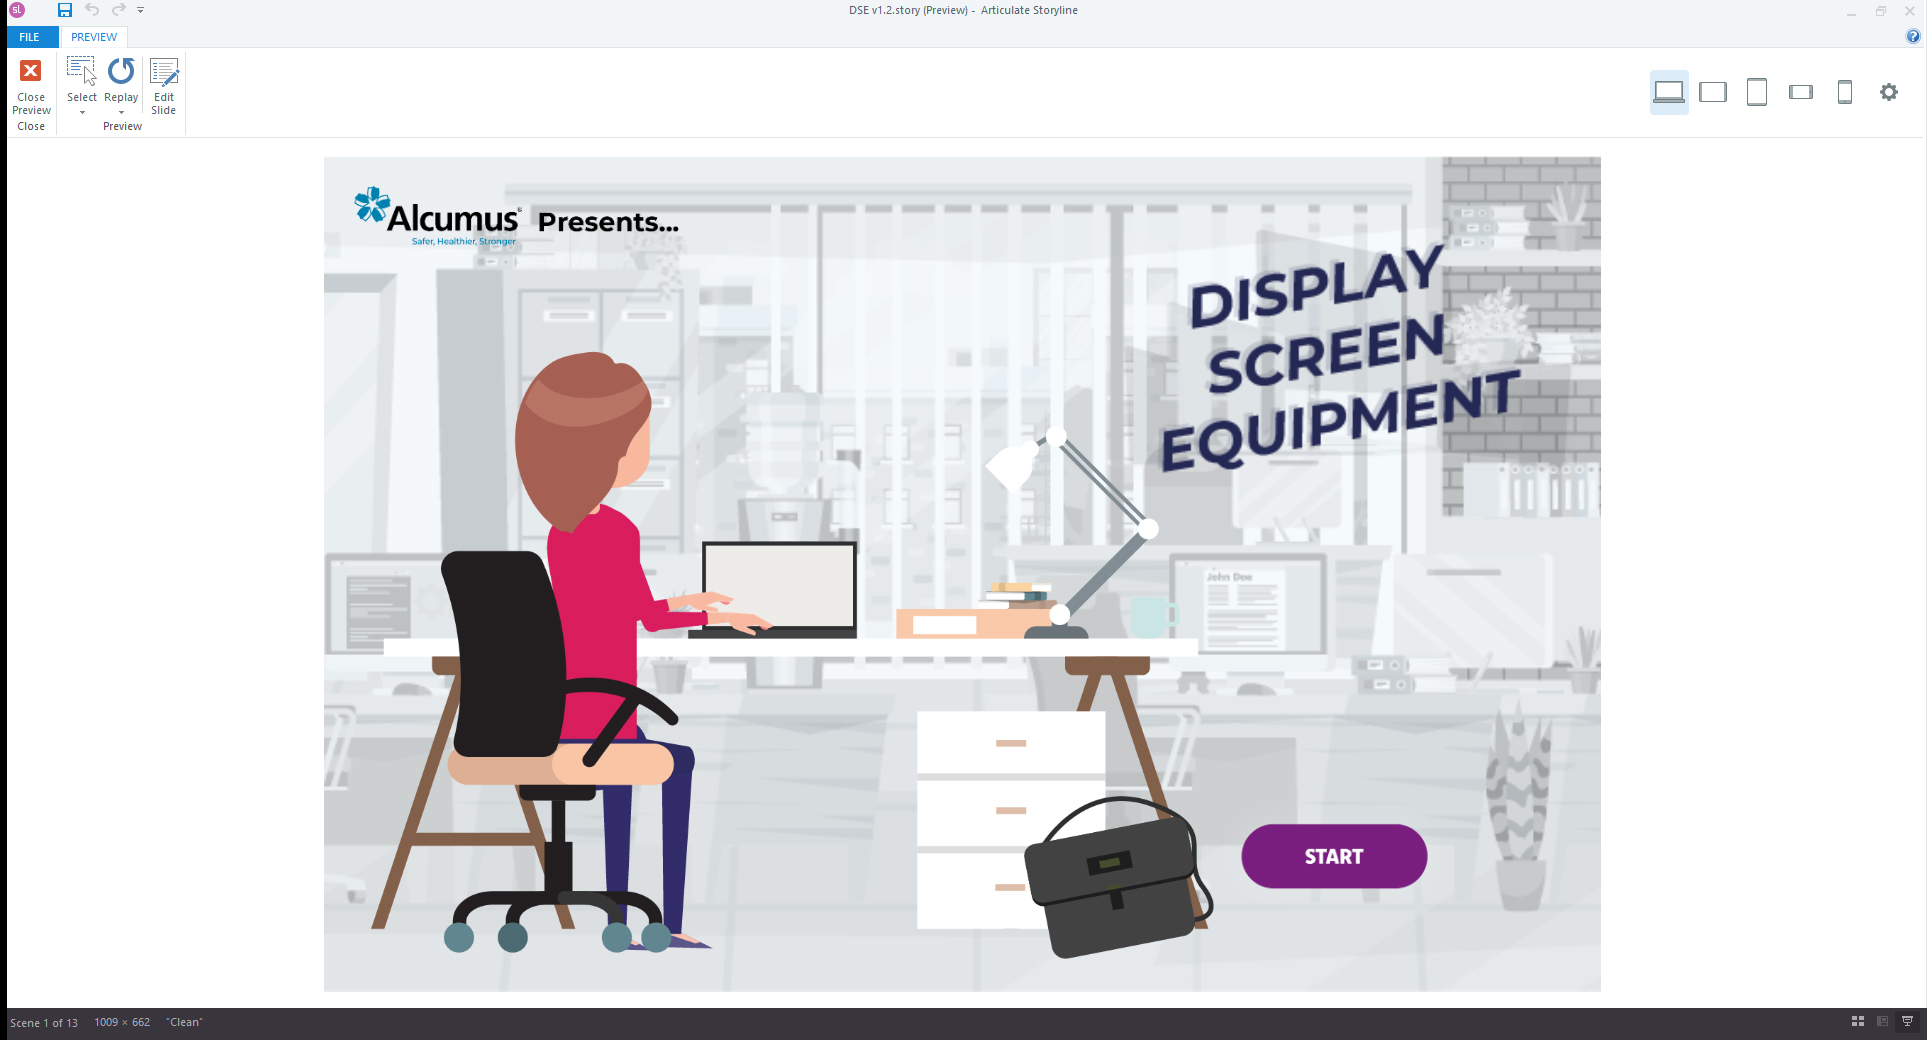 sl
DSE v1.2.story (Preview) - Articulate Storyline
FILE
PREVIEW
?
Close
Preview
Select
Replay
Edit
Slide
Close
Preview
Alcumus®
Safer, Healthier, Stronger
Presents...
DISPLAY
SCREEN
EQUIPMENT
John Doe
START
Scene 1 of 13
1009 × 662
"Clean"